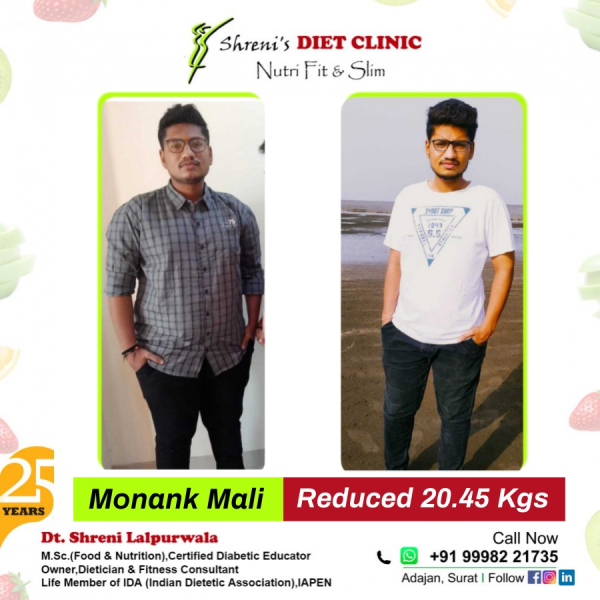 Shreni's DIET CLINIC
Nutri Fit & Slim
Monank Mali
Reduced 20.45 Kgs
25
YEARS
Dt. Shreni Lalpurwala
M.Sc.(Food & Nutrition),Certified Diabetic Educator
Owner,Dietician & Fitness Consultant
Life Member of IDA (Indian Dietetic Association),IAPEN
Call Now
+91 99982 21735
Adajan, Surat I Follow